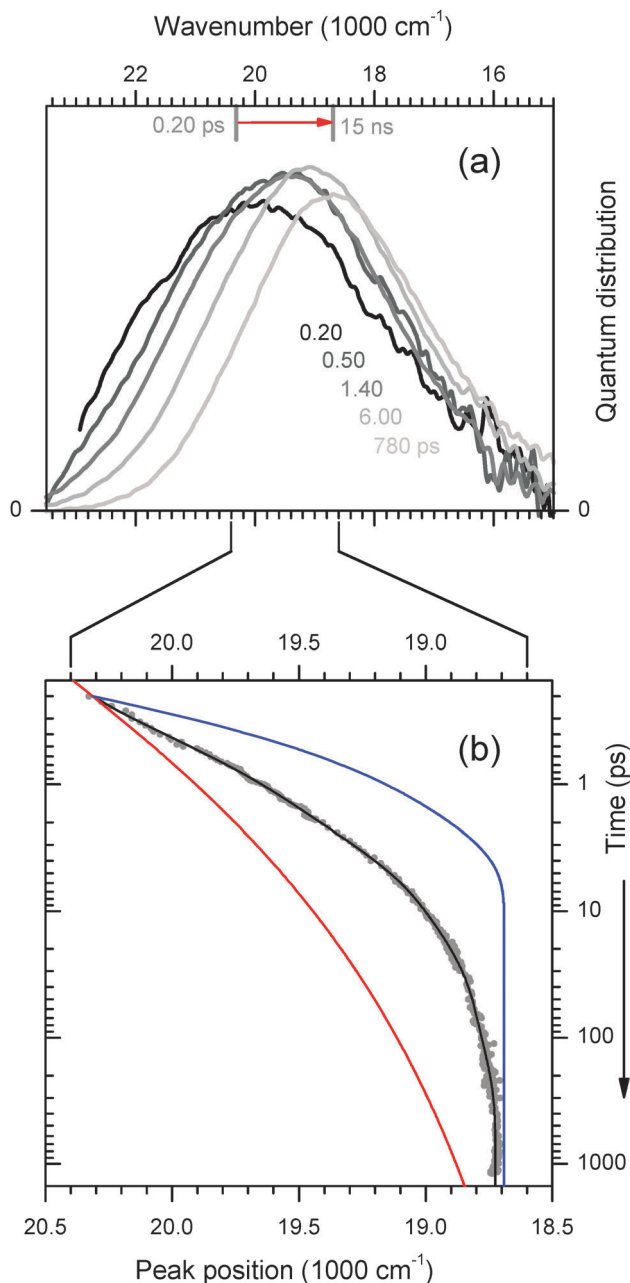 Wavenumber (1000 cm⁻¹)
22 20 18 16
0.20 ps 15 ns
(a)
Quantum distribution
0.20
0.50
1.40
6.00
780 ps
0 0
20.0 19.5 19.0
(b)
Time (ps)
1
10
100
1000
20.5 20.0 19.5 19.0 18.5
Peak position (1000 cm⁻¹)